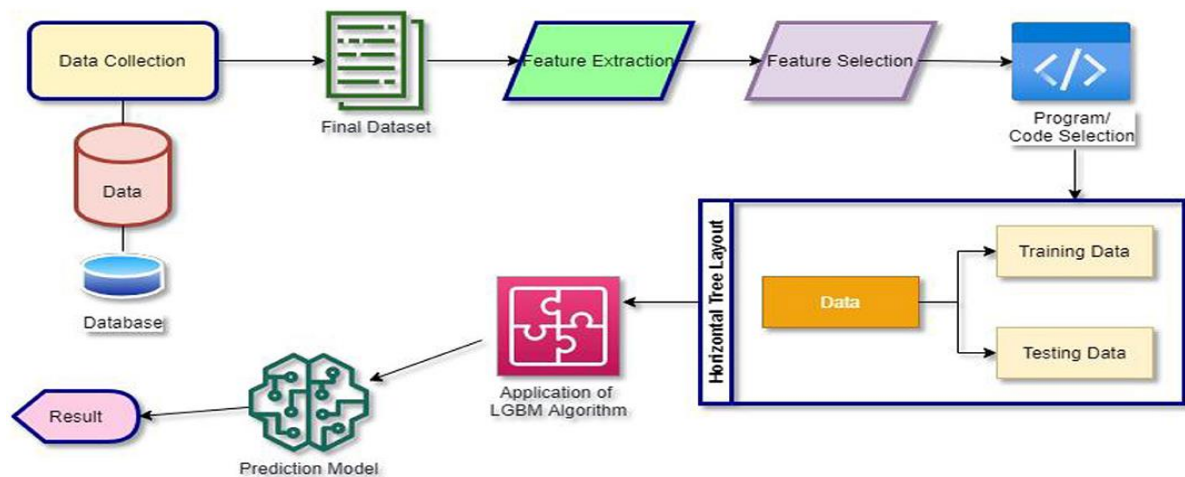 Data Collection
Final Dataset
Feature Extraction
Feature Selection
Program/
Code Selection
Data
Database
Horizontal Tree Layout
Data
Training Data
Testing Data
Application of
LGBM Algorithm
Prediction Model
Result